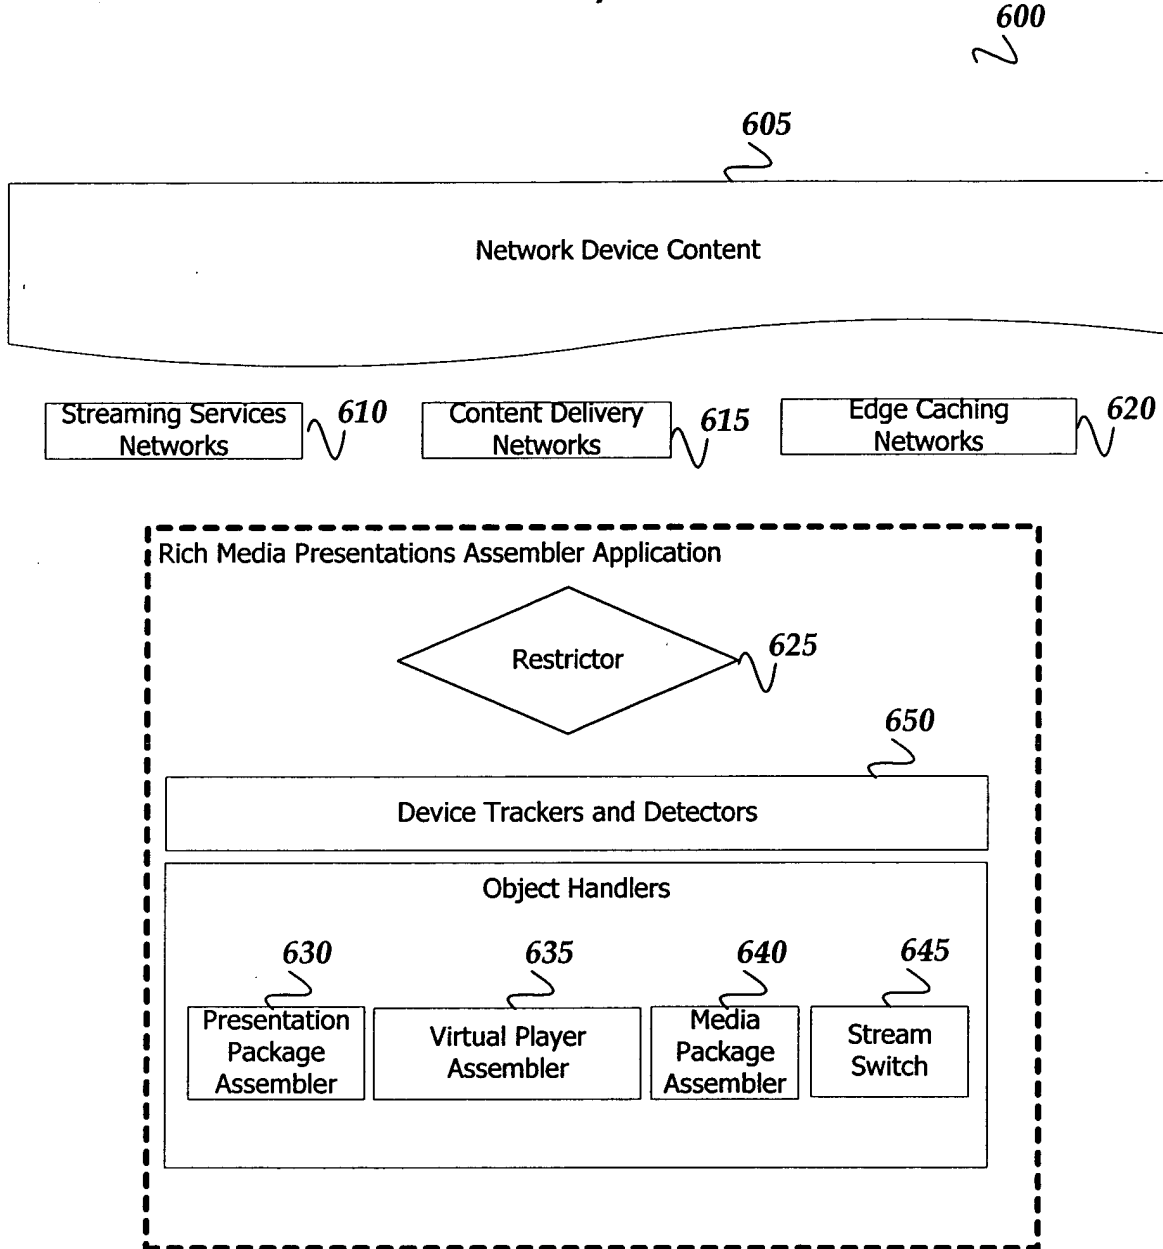 600
605
Network Device Content
Streaming Services
Networks
610
Content Delivery
Networks
615
Edge Caching
Networks
620
Rich Media Presentations Assembler Application
Restrictor
625
650
Device Trackers and Detectors
Object Handlers
630
635
640
645
Presentation
Package
Assembler
Virtual Player
Assembler
Media
Package
Assembler
Stream
Switch